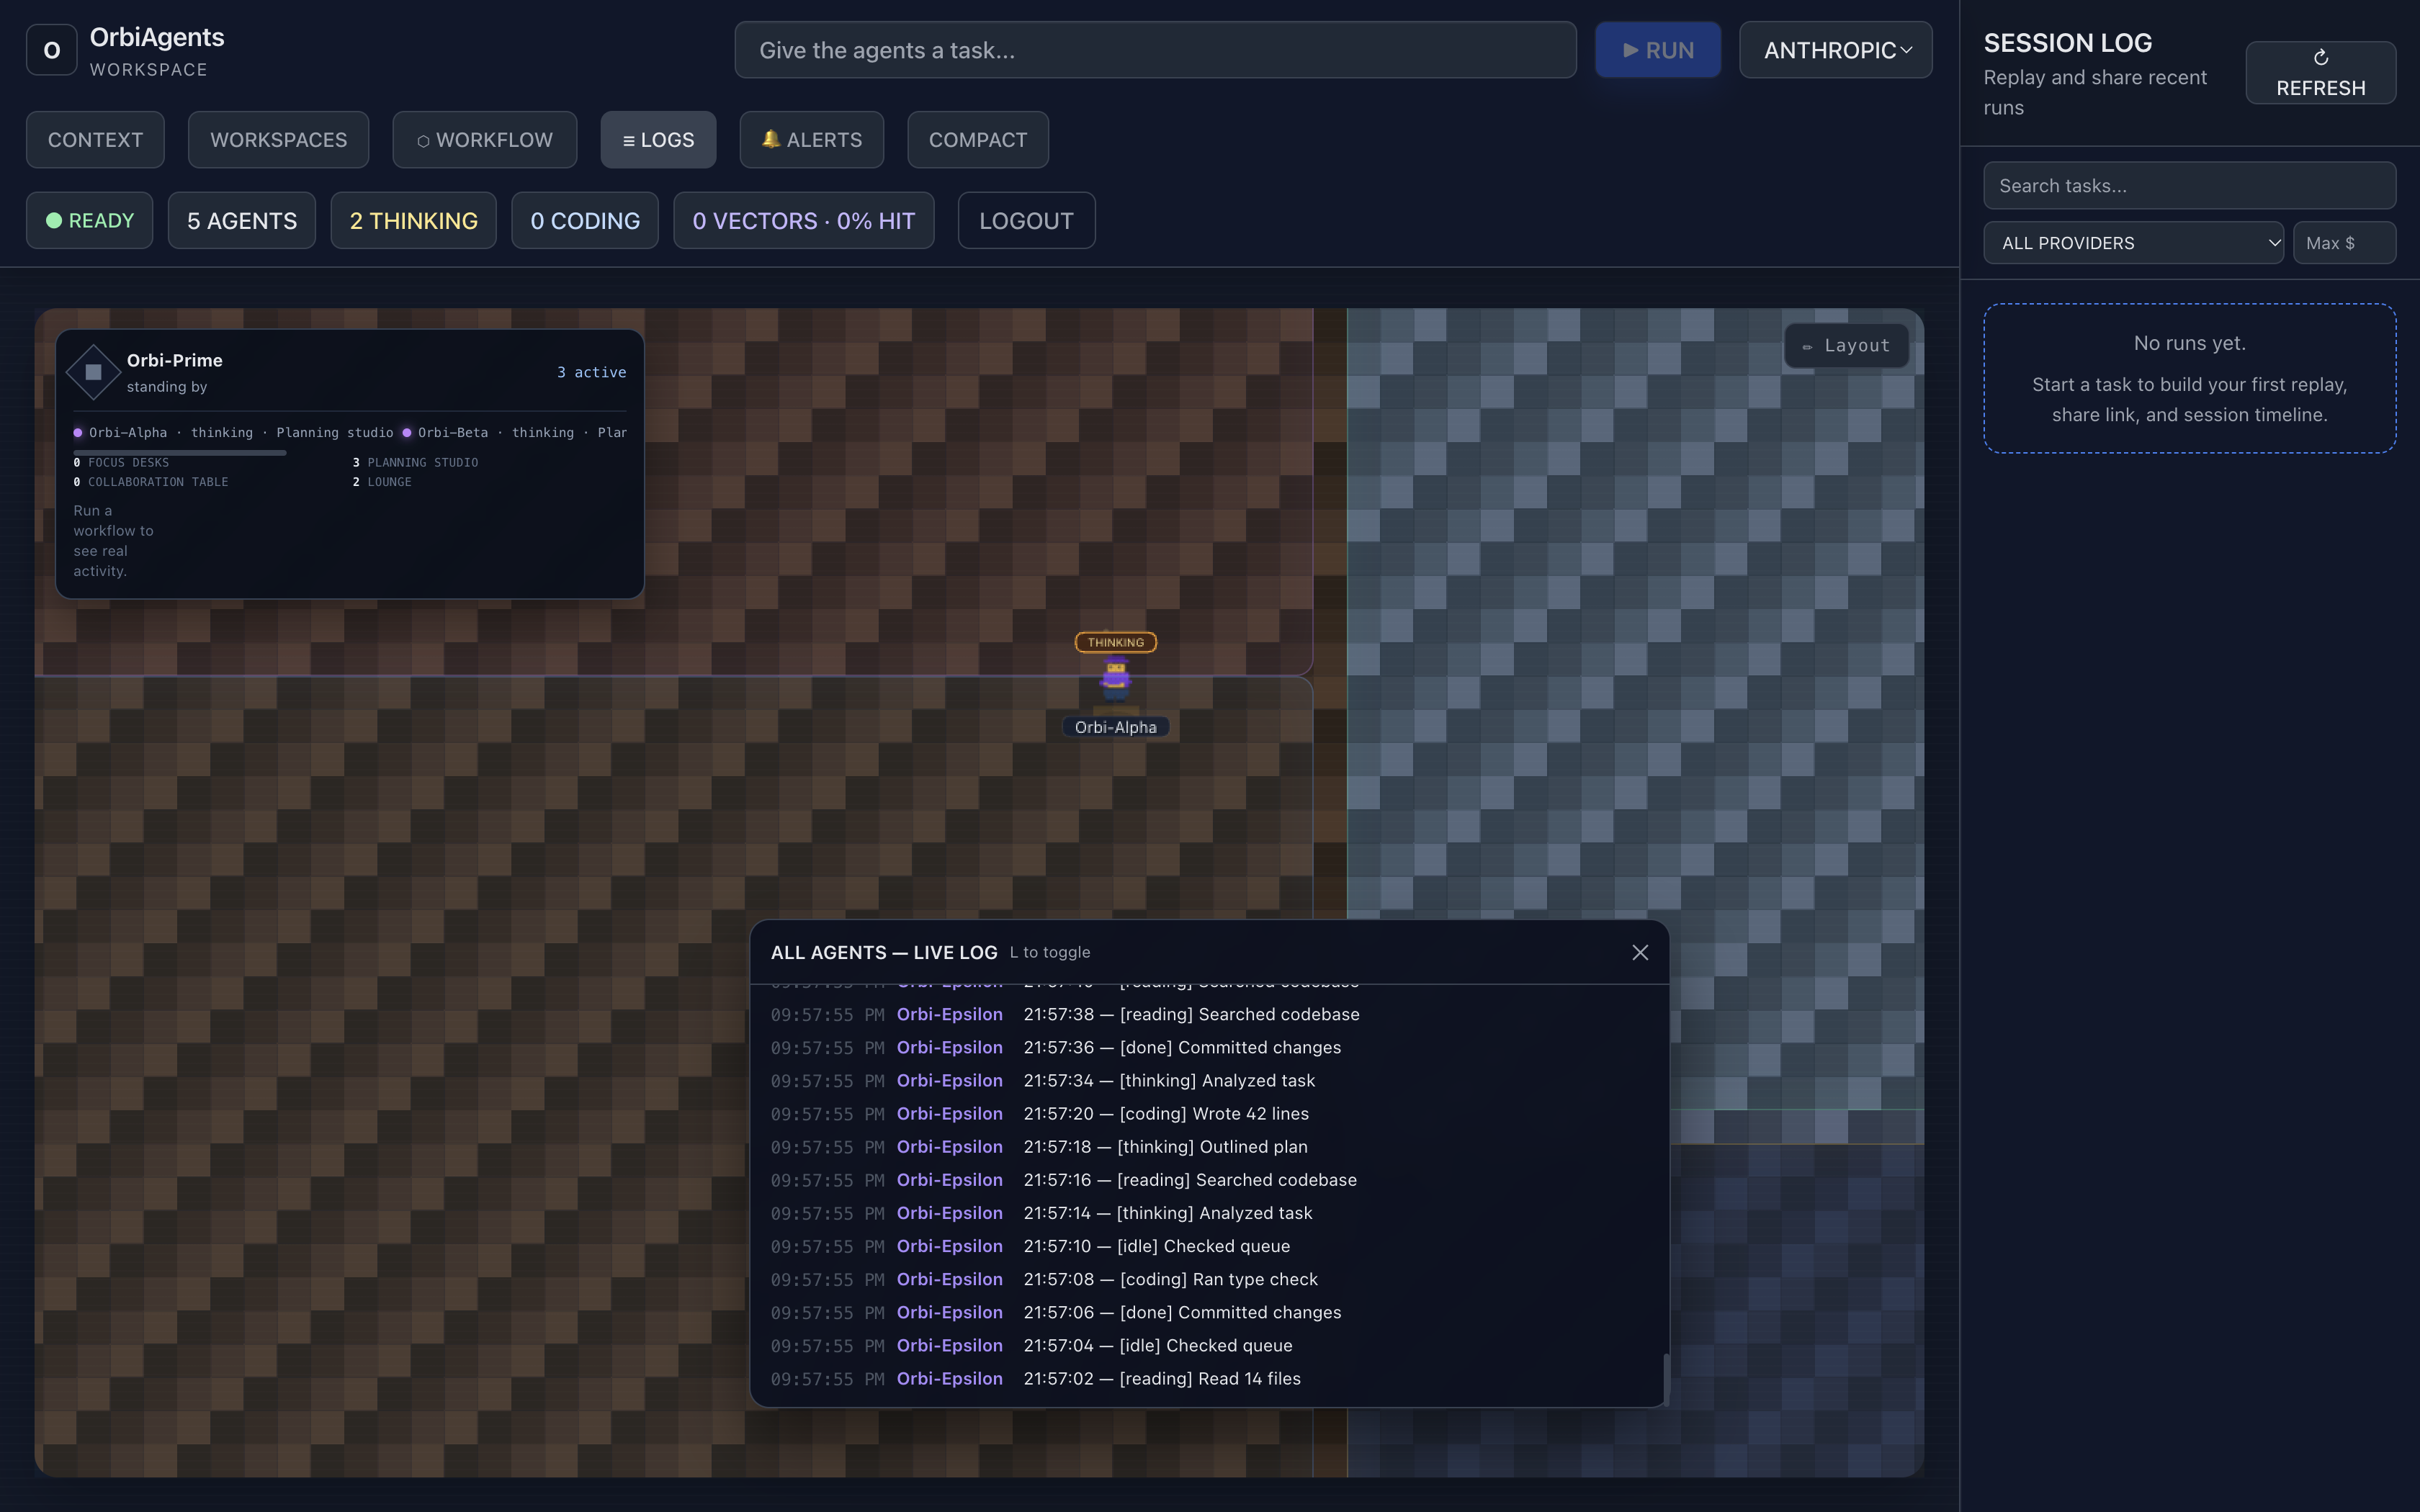 O
OrbiAgents
WORKSPACE
Give the agents a task...
▶ RUN
ANTHROPIC
CONTEXT
WORKSPACES
⬡ WORKFLOW
≡ LOGS
🔔 ALERTS
COMPACT
● READY
5 AGENTS
2 THINKING
0 CODING
0 VECTORS · 0% HIT
LOGOUT
Orbi-Prime
standing by
3 active
Orbi-Alpha · thinking · Planning studio
Orbi-Beta · thinking · Plan
0 FOCUS DESKS
3 PLANNING STUDIO
0 COLLABORATION TABLE
2 LOUNGE
Run a
workflow to
see real
activity.
✏ Layout
THINKING
Orbi-Alpha
ALL AGENTS — LIVE LOG L to toggle
09:57:55 PM Orbi-Epsilon 21:57:38 — [reading] Searched codebase
09:57:55 PM Orbi-Epsilon 21:57:36 — [done] Committed changes
09:57:55 PM Orbi-Epsilon 21:57:34 — [thinking] Analyzed task
09:57:55 PM Orbi-Epsilon 21:57:20 — [coding] Wrote 42 lines
09:57:55 PM Orbi-Epsilon 21:57:18 — [thinking] Outlined plan
09:57:55 PM Orbi-Epsilon 21:57:16 — [reading] Searched codebase
09:57:55 PM Orbi-Epsilon 21:57:14 — [thinking] Analyzed task
09:57:55 PM Orbi-Epsilon 21:57:10 — [idle] Checked queue
09:57:55 PM Orbi-Epsilon 21:57:08 — [coding] Ran type check
09:57:55 PM Orbi-Epsilon 21:57:06 — [done] Committed changes
09:57:55 PM Orbi-Epsilon 21:57:04 — [idle] Checked queue
09:57:55 PM Orbi-Epsilon 21:57:02 — [reading] Read 14 files
SESSION LOG
Replay and share recent
runs
↻
REFRESH
Search tasks...
ALL PROVIDERS
Max $
No runs yet.
Start a task to build your first replay,
share link, and session timeline.